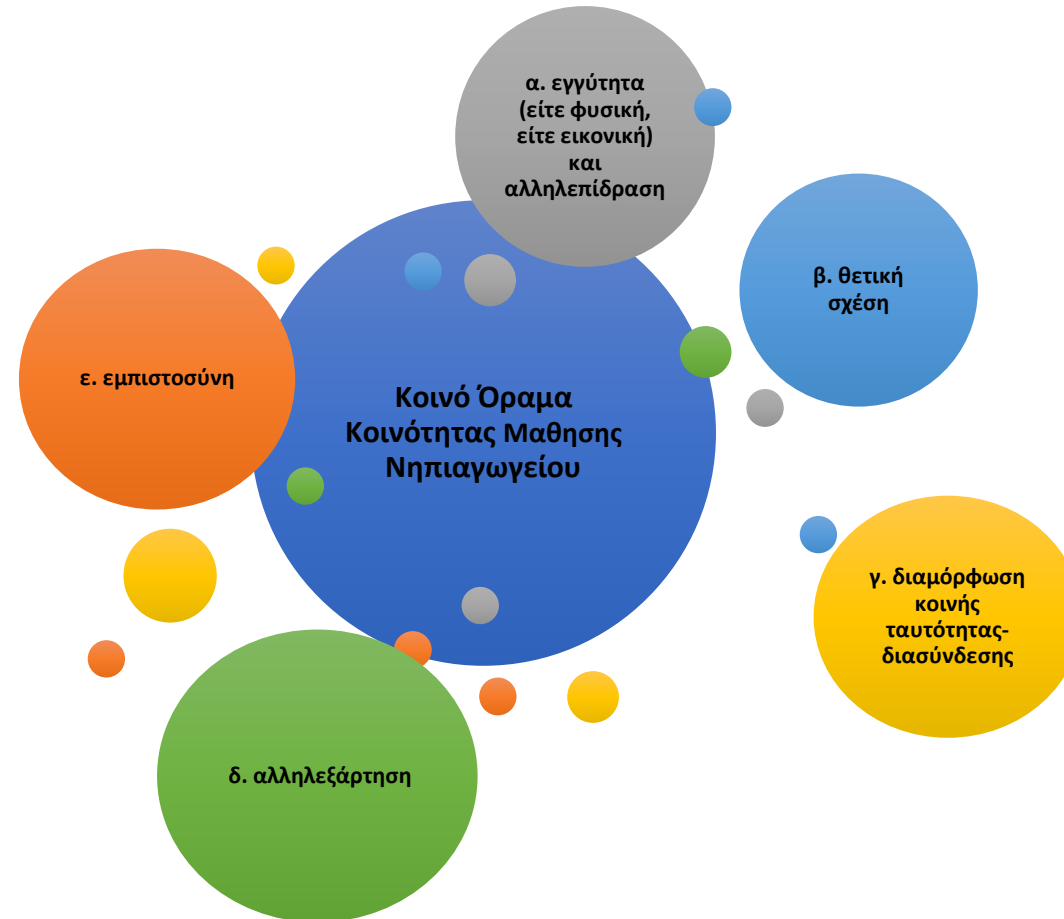 α. εγγύτητα
(είτε φυσική,
είτε εικονική)
και
αλληλεπίδραση
β. θετική
σχέση
ε. εμπιστοσύνη
Κοινό Όραμα
Κοινότητας Μαθησης
Νηπιαγωγείου
γ. διαμόρφωση
κοινής
ταυτότητας-
διασύνδεσης
δ. αλληλεξάρτηση